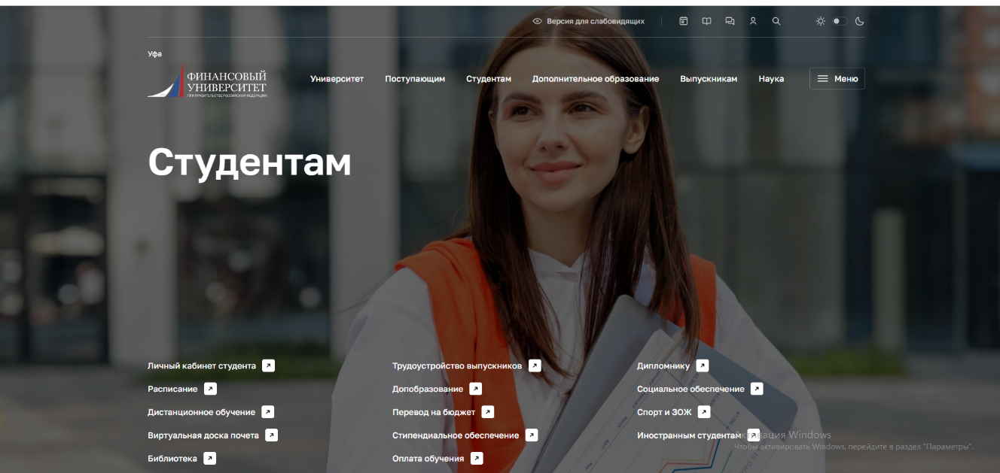 Версия для слабовидящих
Уфа
ФИНАНСОВЫЙ
УНИВЕРСИТЕТ
ПРИ ПРАВИТЕЛЬСТВЕ РОССИЙСКОЙ ФЕДЕРАЦИИ
Университет Поступающим Студентам Дополнительное образование Выпускникам Наука Меню
Студентам
Личный кабинет студента Трудоустройство выпускников Дипломнику
Расписание Допобразование Социальное обеспечение
Дистанционное обучение Перевод на бюджет Спорт и ЗОЖ
Виртуальная доска почета Стипендиальное обеспечение Иностранным студентам
Активация Windows
Чтобы активировать Windows, перейдите в раздел "Параметры".
Библиотека Оплата обучения